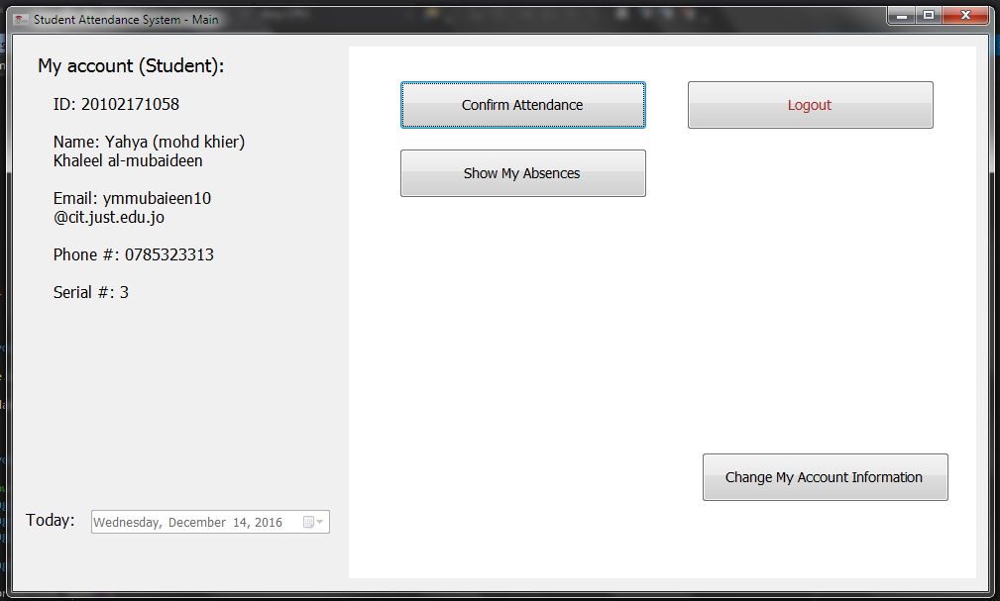 Student Attendance System - Main
My account (Student):
ID: 20102171058
Name: Yahya (mohd khier)
Khaleel al-mubaideen
Email: ymmubaieen10
@cit.just.edu.jo
Phone #: 0785323313
Serial #: 3
Today: Wednesday, December 14, 2016
Confirm Attendance
Logout
Show My Absences
Change My Account Information